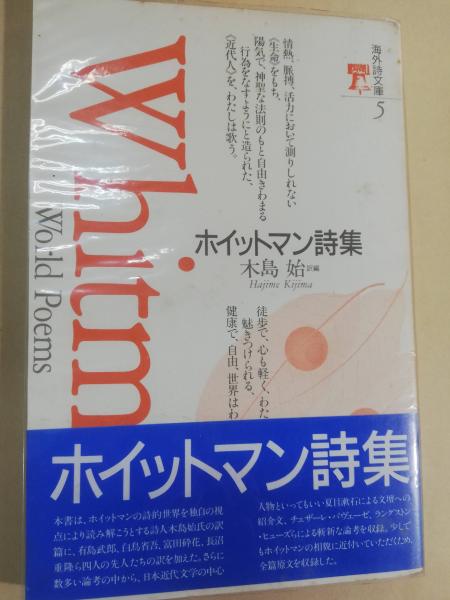 海外詩文庫
5
情熱、脈搏、活力において測りしれない
《生命》をもち、
陽気で、神聖な法則のもと自由きわまる
行為をなすようにと造られた、
《近代人》を、わたしは歌う。
Whitm
World Poems
ホイットマン詩集
木島 始 訳編
Hajime Kijima
徒歩で、心も軽く、わた
魅きつけられる、
健康で、自由、世界はわ
ホイットマン詩集
本書は、ホイットマンの詩的世界を独自の視
点により読み解こうとする詩人木島始氏の訳
篇に、有島武郎、白鳥省吾、富田砕花、長沼
重隆ら四人の先人たちの訳を加えた。さらに
数多い論考の中から、日本近代文学の中心
人物といってもいい夏目漱石による文壇への
紹介文、チェザーレ・パヴェーゼ、ラングストン
・ヒューズらによる斬新な論考を収録。少しで
もホイットマンの相貌に近付いていただくため、
全篇原文を収録した。